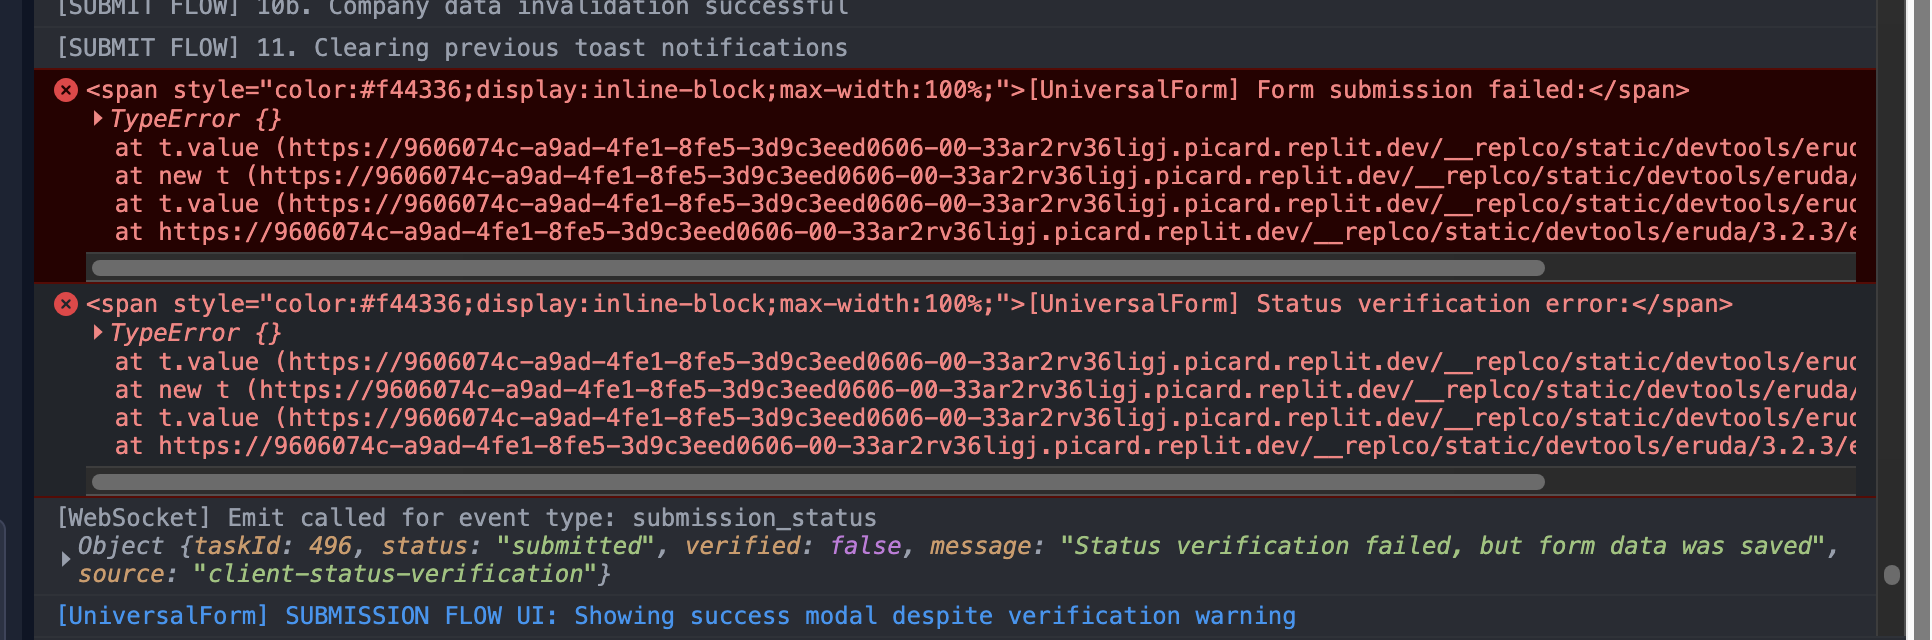 [SUBMIT FLOW] 10b. Company data invalidation successful
[SUBMIT FLOW] 11. Clearing previous toast notifications
<span style="color:#f44336;display:inline-block;max-width:100%;">[UniversalForm] Form submission failed:</span>
TypeError {}
at t.value (https://9606074c-a9ad-4fe1-8fe5-3d9c3eed0606-00-33ar2rv36ligj.picard.replit.dev/__replco/static/devtools/eruc
at new t (https://9606074c-a9ad-4fe1-8fe5-3d9c3eed0606-00-33ar2rv36ligj.picard.replit.dev/__replco/static/devtools/eruda/
at t.value (https://9606074c-a9ad-4fe1-8fe5-3d9c3eed0606-00-33ar2rv36ligj.picard.replit.dev/__replco/static/devtools/eruc
at https://9606074c-a9ad-4fe1-8fe5-3d9c3eed0606-00-33ar2rv36ligj.picard.replit.dev/__replco/static/devtools/eruda/3.2.3/e
<span style="color:#f44336;display:inline-block;max-width:100%;">[UniversalForm] Status verification error:</span>
TypeError {}
at t.value (https://9606074c-a9ad-4fe1-8fe5-3d9c3eed0606-00-33ar2rv36ligj.picard.replit.dev/__replco/static/devtools/eruc
at new t (https://9606074c-a9ad-4fe1-8fe5-3d9c3eed0606-00-33ar2rv36ligj.picard.replit.dev/__replco/static/devtools/eruda/
at t.value (https://9606074c-a9ad-4fe1-8fe5-3d9c3eed0606-00-33ar2rv36ligj.picard.replit.dev/__replco/static/devtools/eruc
at https://9606074c-a9ad-4fe1-8fe5-3d9c3eed0606-00-33ar2rv36ligj.picard.replit.dev/__replco/static/devtools/eruda/3.2.3/e
[WebSocket] Emit called for event type: submission_status
Object {taskId: 496, status: "submitted", verified: false, message: "Status verification failed, but form data was saved",
source: "client-status-verification"}
[UniversalForm] SUBMISSION FLOW UI: Showing success modal despite verification warning